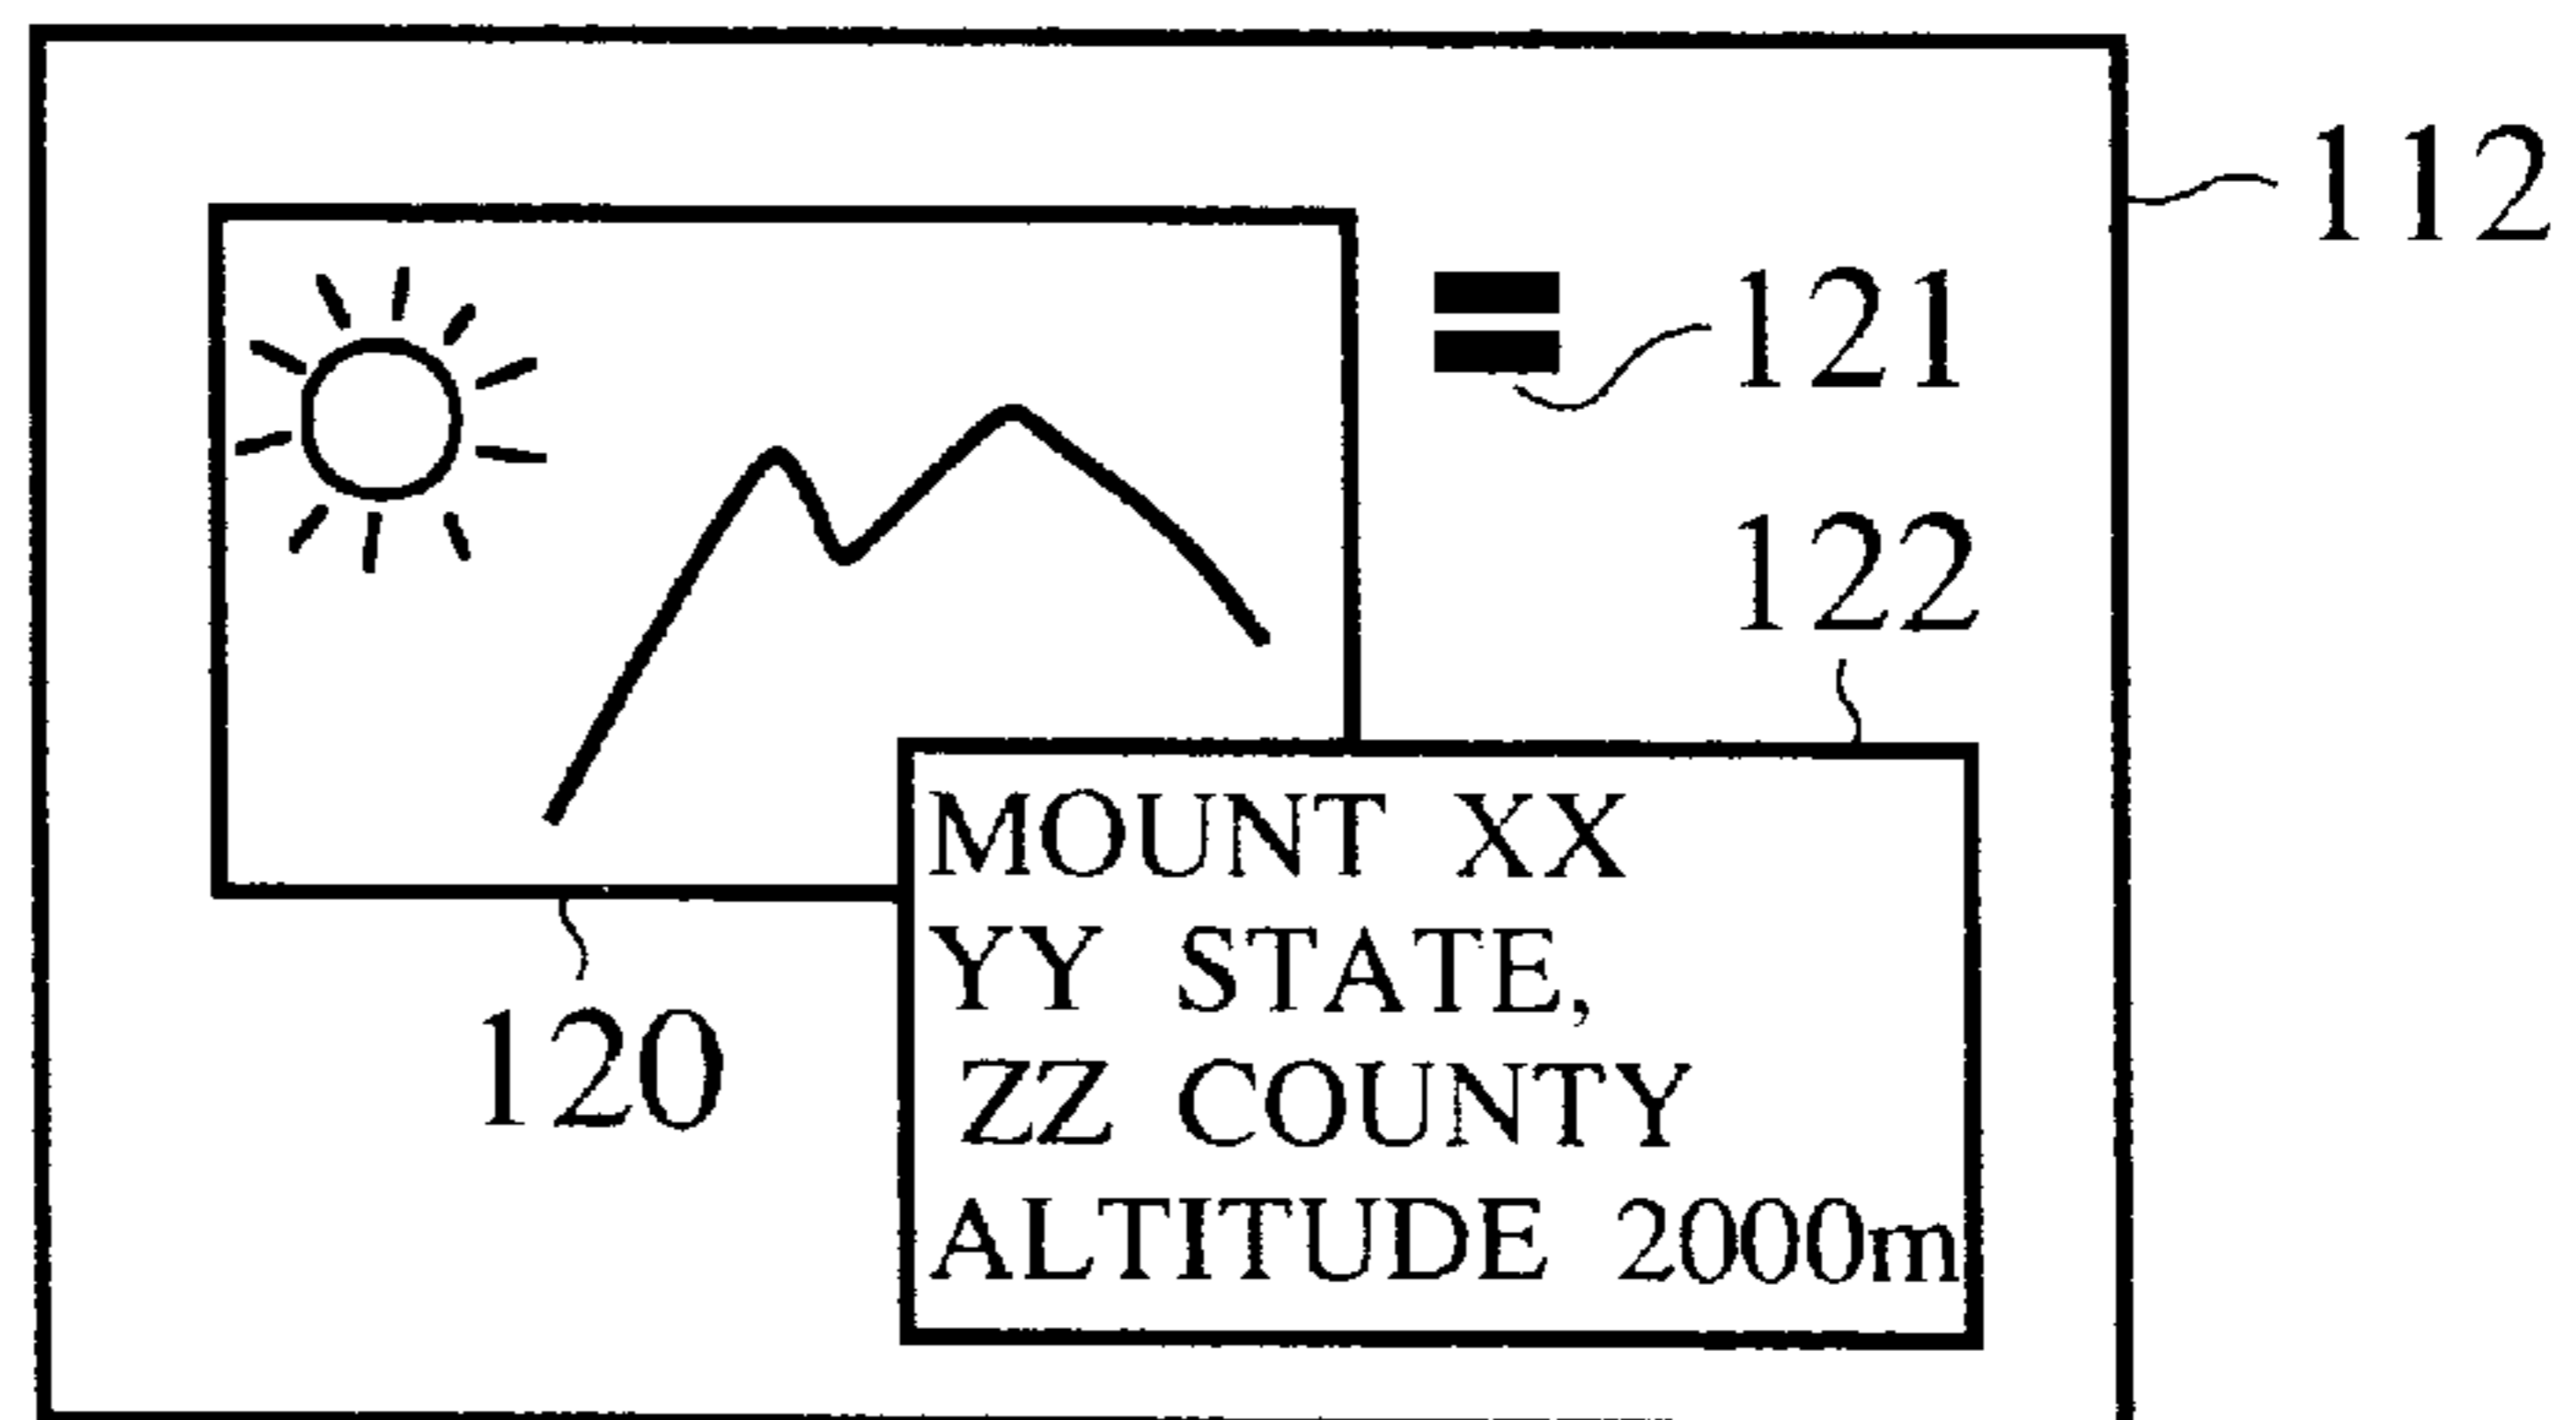 112
121
122
MOUNT XX
YY STATE,
ZZ COUNTY
ALTITUDE 2000m
120